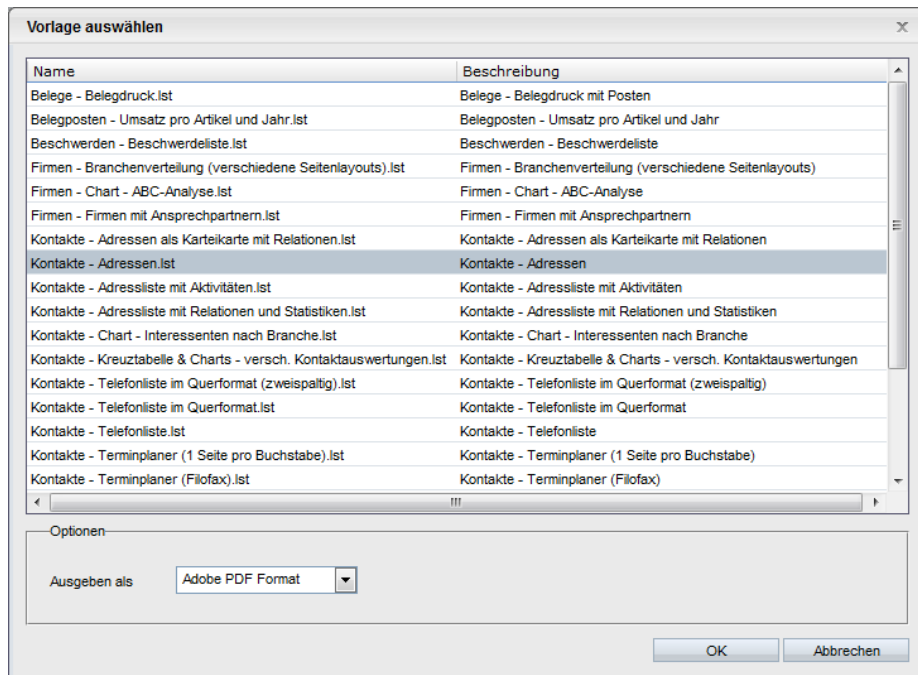 Vorlage auswählen
Name Beschreibung
Belege - Belegdruck.lst Belege - Belegdruck mit Posten
Belegposten - Umsatz pro Artikel und Jahr.lst Belegposten - Umsatz pro Artikel und Jahr
Beschwerden - Beschwerdeliste.lst Beschwerden - Beschwerdeliste
Firmen - Branchenverteilung (verschiedene Seitenlayouts).lst Firmen - Branchenverteilung (verschiedene Seitenlayouts)
Firmen - Chart - ABC-Analyse.lst Firmen - Chart - ABC-Analyse
Firmen - Firmen mit Ansprechpartnern.lst Firmen - Firmen mit Ansprechpartnern
Kontakte - Adressen als Karteikarte mit Relationen.lst Kontakte - Adressen als Karteikarte mit Relationen
Kontakte - Adressen.lst Kontakte - Adressen
Kontakte - Adressliste mit Aktivitäten.lst Kontakte - Adressliste mit Aktivitäten
Kontakte - Adressliste mit Relationen und Statistiken.lst Kontakte - Adressliste mit Relationen und Statistiken
Kontakte - Chart - Interessenten nach Branche.lst Kontakte - Chart - Interessenten nach Branche
Kontakte - Kreuztabelle & Charts - versch. Kontaktauswertungen.lst Kontakte - Kreuztabelle & Charts - versch. Kontaktauswertungen
Kontakte - Telefonliste im Querformat (zweispaltig).lst Kontakte - Telefonliste im Querformat (zweispaltig)
Kontakte - Telefonliste im Querformat.lst Kontakte - Telefonliste im Querformat
Kontakte - Telefonliste.lst Kontakte - Telefonliste
Kontakte - Terminplaner (1 Seite pro Buchstabe).lst Kontakte - Terminplaner (1 Seite pro Buchstabe)
Kontakte - Terminplaner (Filofax).lst Kontakte - Terminplaner (Filofax)
Optionen
Ausgeben als Adobe PDF Format
OK Abbrechen